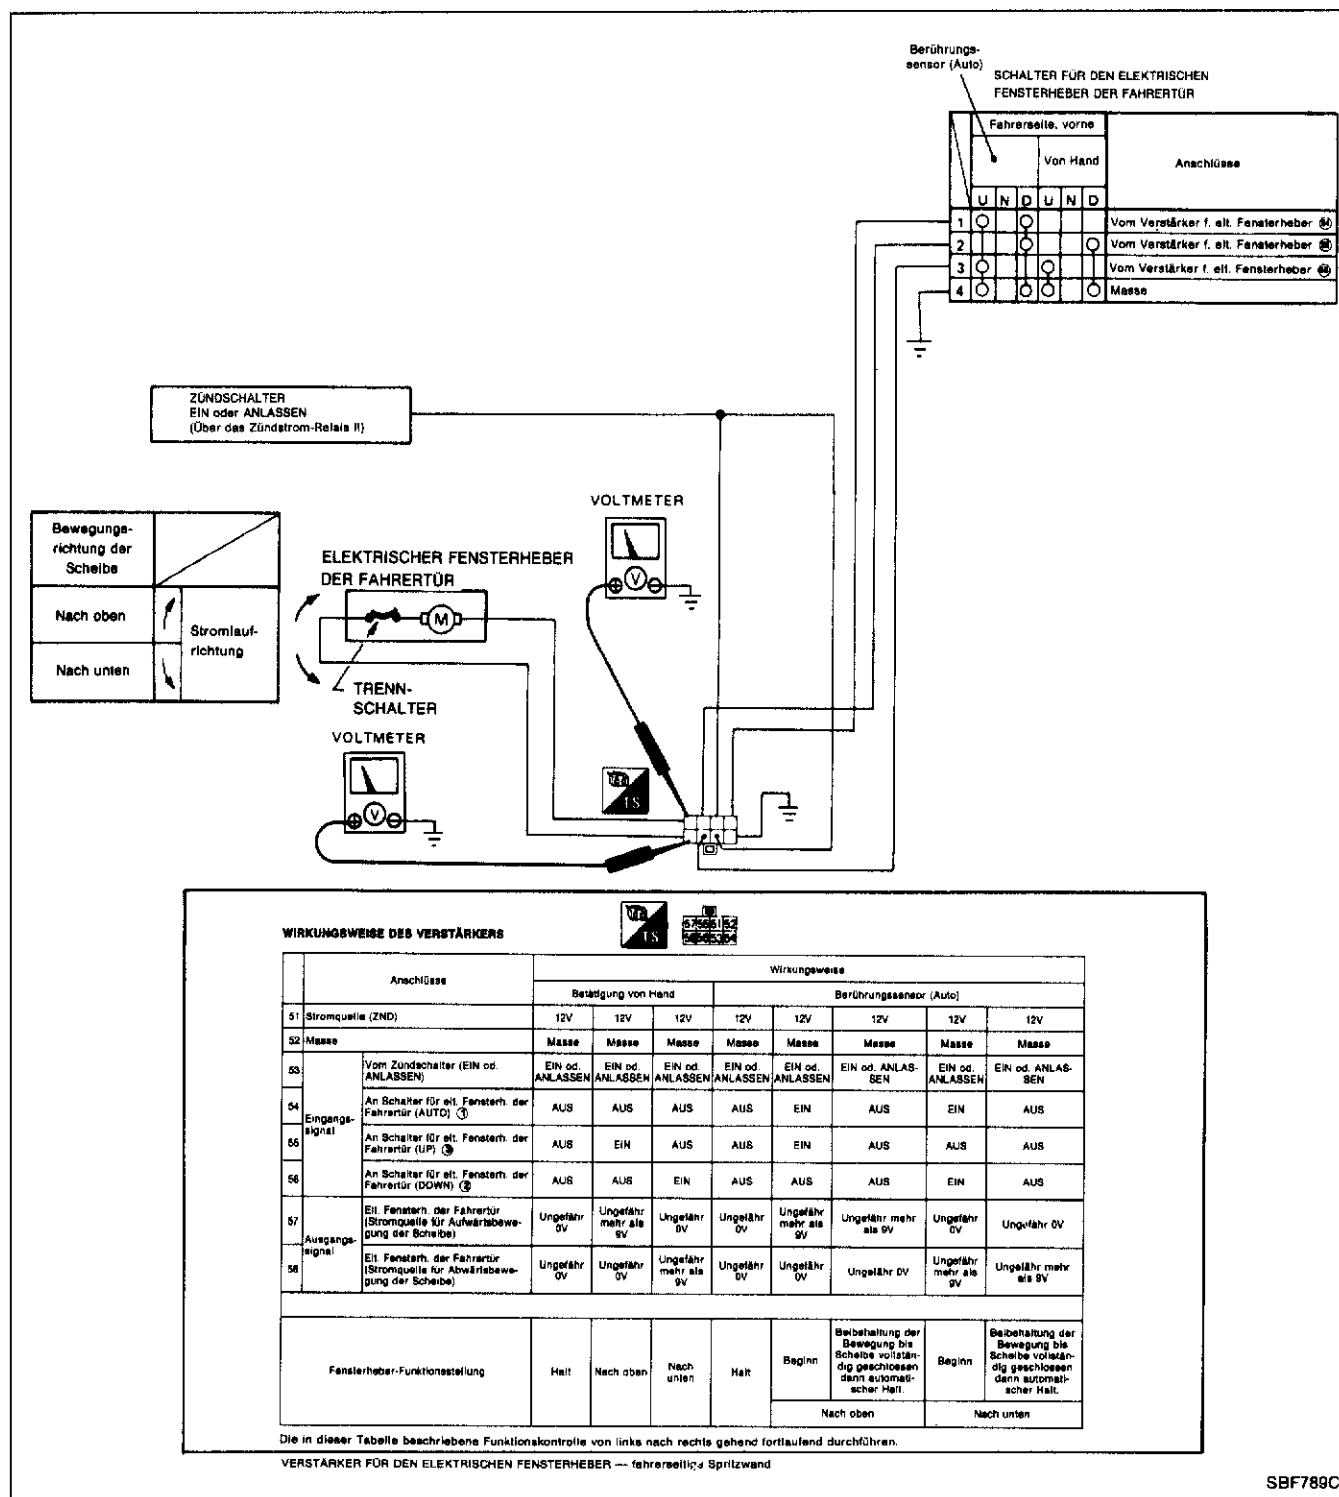 Berührungs-
sensor (Auto)
SCHALTER FÜR DEN ELEKTRISCHEN
FENSTERHEBER DER FAHRERTÜR
Fahrerseite, vorne
Von Hand
Anschlüsse
U N D U N D
1 Vom Verstärker f. elt. Fensterheber 54
2 Vom Verstärker f. elt. Fensterheber
3 Vom Verstärker f. elt. Fensterheber
4 Masse
ZÜNDSCHALTER
EIN oder ANLASSEN
(Über das Zündstrom-Relais II)
VOLTMETER
Bewegungs-
richtung der
Scheibe
Nach oben
Nach unten
Stromlauf-
richtung
ELEKTRISCHER FENSTERHEBER
DER FAHRERTÜR
M
V
TRENN-
SCHALTER
VOLTMETER
V
T.S
T.S
WIRKUNGSWEISE DES VERSTÄRKERS
Anschlüsse
Wirkungsweise
Betätigung von Hand
Berührungssensor (Auto)
51 Stromquelle (ZND) 12V 12V 12V 12V 12V 12V 12V 12V
52 Masse Masse Masse Masse Masse Masse Masse Masse Masse
Eingangs-
signal
53 Vom Zündschalter (EIN od. EIN od. EIN od. EIN od. EIN od. EIN od. EIN od. ANLAS- EIN od. EIN od. ANLAS-
ANLASSEN) ANLASSEN ANLASSEN ANLASSEN ANLASSEN ANLASSEN SEN ANLASSEN SEN
54 An Schalter für elt. Fensterh. der
Fahrertür (AUTO) ① AUS AUS AUS AUS EIN AUS EIN AUS
55 An Schalter für elt. Fensterh. der
Fahrertür (UP) ③ AUS EIN AUS AUS EIN AUS AUS AUS
56 An Schalter für elt. Fensterh. der
Fahrertür (DOWN) ② AUS AUS EIN AUS AUS AUS EIN AUS
Ausgangs-
signal
57 Elt. Fensterh. der Fahrertür
(Stromquelle für Aufwärtsbewe-
gung der Scheibe)
Ungefähr 0V Ungefähr mehr als 9V Ungefähr 0V Ungefähr 0V Ungefähr mehr als 9V Ungefähr mehr als 9V Ungefähr 0V Ungefähr 0V
Elt. Fensterh. der Fahrertür
(Stromquelle für Abwärtsbewe-
gung der Scheibe)
Ungefähr 0V Ungefähr 0V Ungefähr mehr als 9V Ungefähr 0V Ungefähr 0V Ungefähr 0V Ungefähr mehr als 9V Ungefähr mehr als 9V
Fensterheber-Funktionsstellung
Halt
Nach oben
Nach
unten
Halt
Beginn
Beibehaltung der
Bewegung bis
Scheibe vollstän-
dig geschlossen
dann automati-
scher Halt.
Beginn
Beibehaltung der
Bewegung bis
Scheibe vollstän-
dig geschlossen
dann automati-
scher Halt.
Nach oben
Nach unten
Die in dieser Tabelle beschriebene Funktionskontrolle von links nach rechts gehend fortlaufend durchführen.
VERSTÄRKER FÜR DEN ELEKTRISCHEN FENSTERHEBER — fahrerseitige Spritzwand
SBF789C